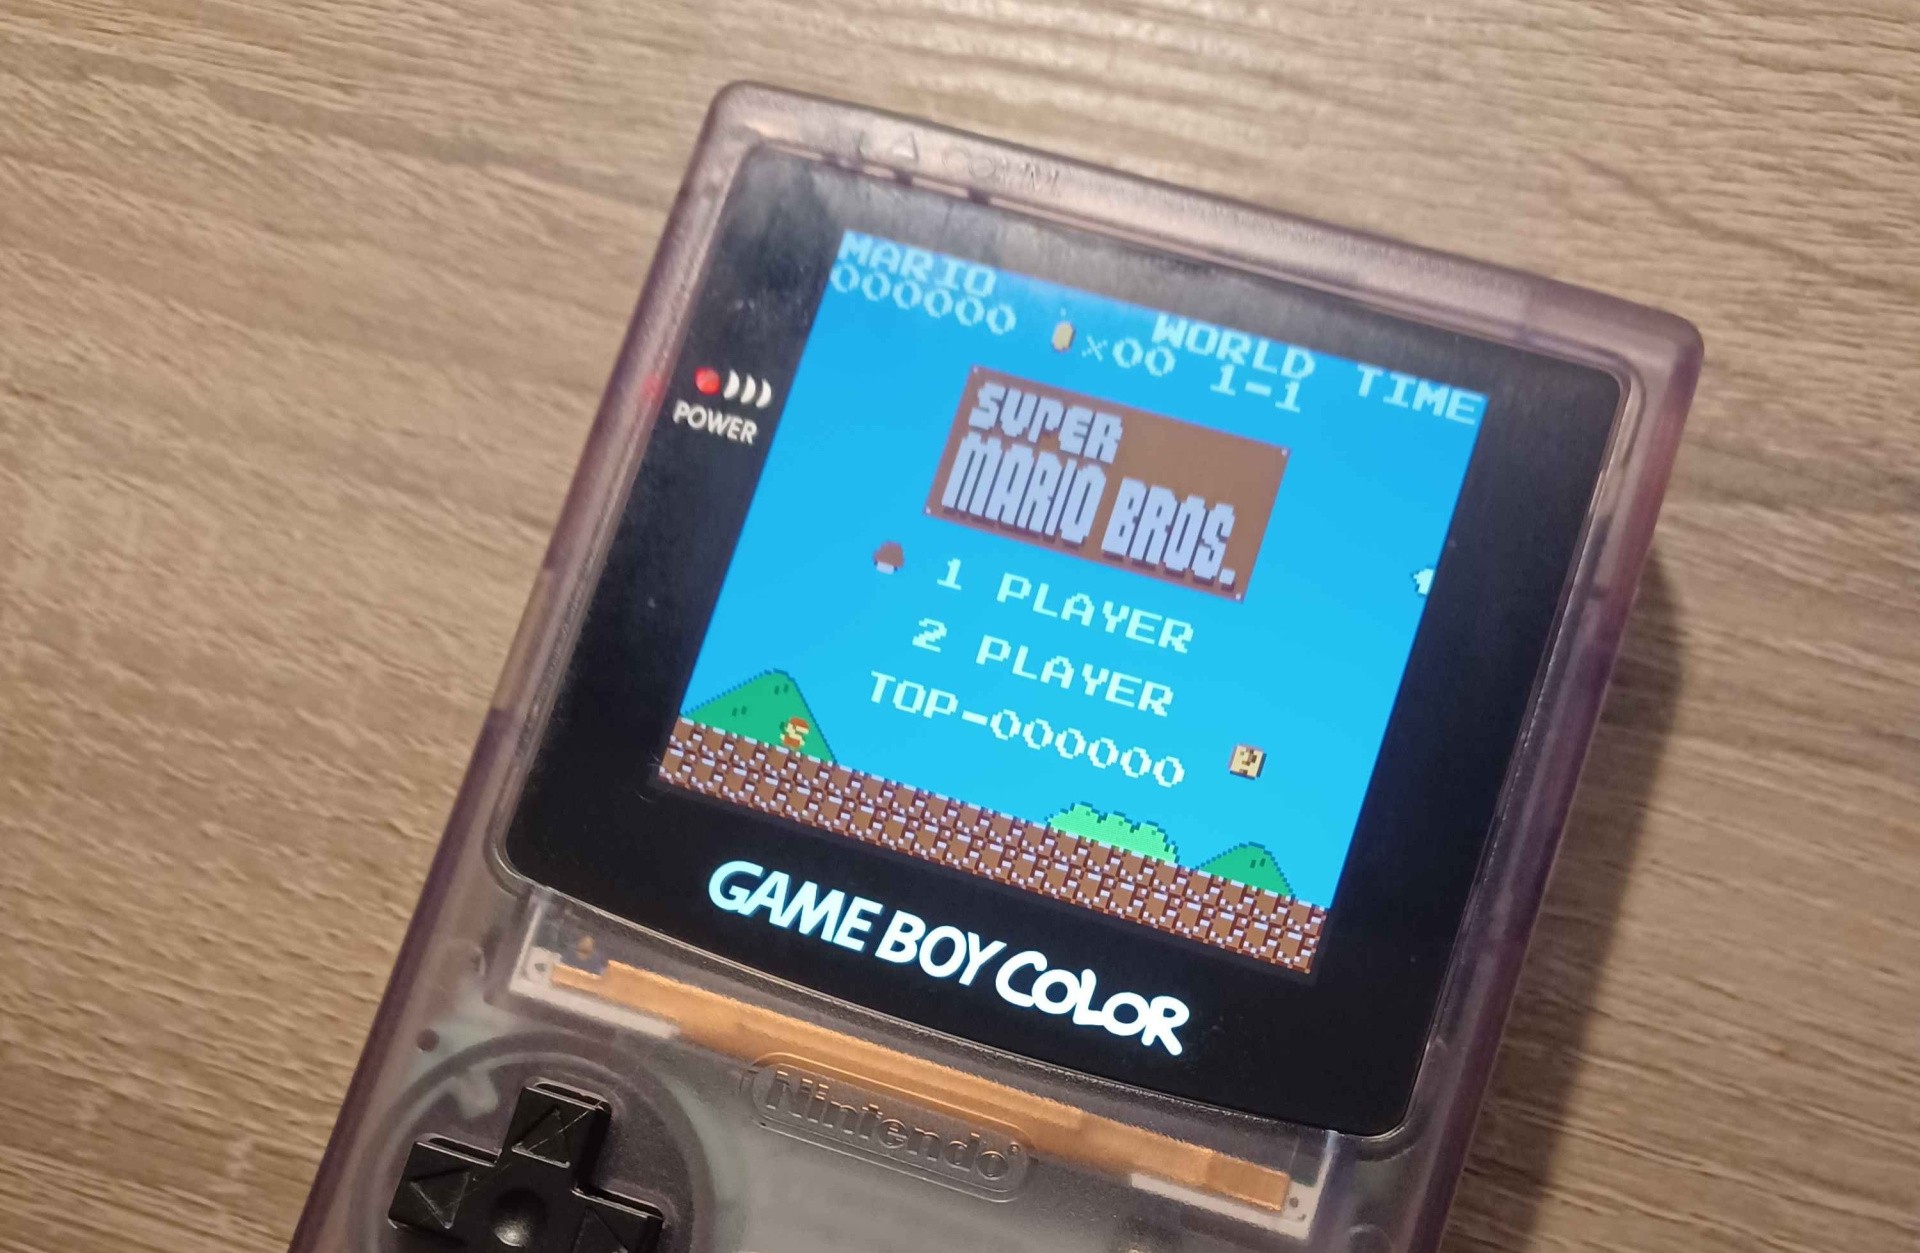 COMM
MARIO WORLD TIME
000000 ×00 1-1
SUPER
MARIO BROS.
1 PLAYER
2 PLAYER
TOP-000000
POWER
GAME BOY COLOR
Nintendo